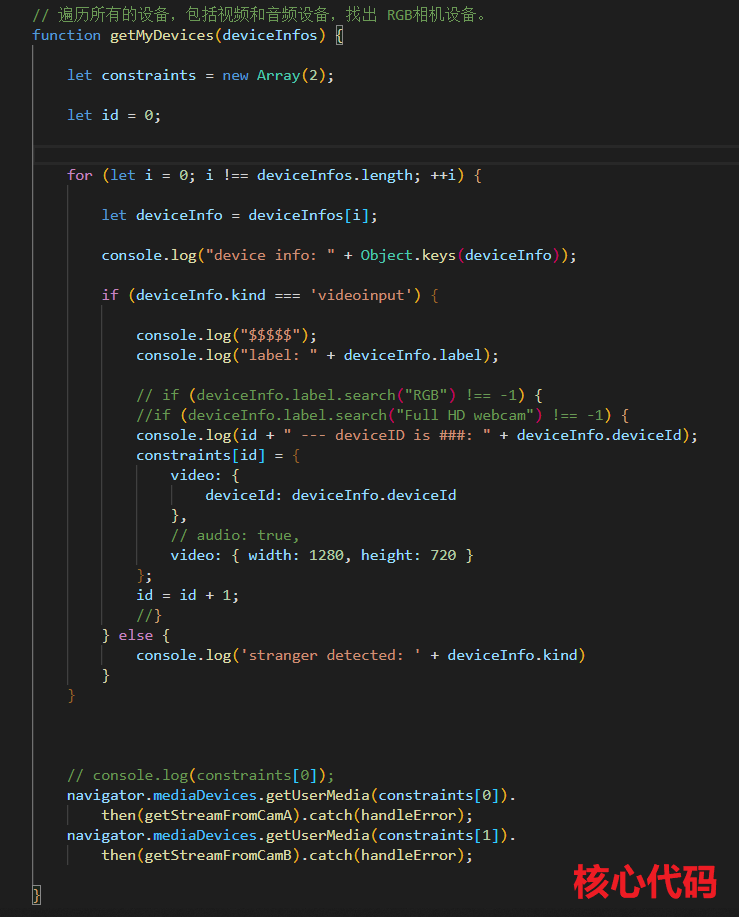 // 遍历所有的设备，包括视频和音频设备，找出 RGB相机设备。
function getMyDevices(deviceInfos) {
let constraints = new Array(2);
let id = 0;
for (let i = 0; i !== deviceInfos.length; ++i) {
let deviceInfo = deviceInfos[i];
console.log("device info: " + Object.keys(deviceInfo));
if (deviceInfo.kind === 'videoinput') {
console.log("$$$$$");
console.log("label: " + deviceInfo.label);
// if (deviceInfo.label.search("RGB") !== -1) {
//if (deviceInfo.label.search("Full HD webcam") !== -1) {
console.log(id + " --- deviceID is ###: " + deviceInfo.deviceId);
constraints[id] = {
video: {
deviceId: deviceInfo.deviceId
},
// audio: true,
video: { width: 1280, height: 720 }
};
id = id + 1;
//}
} else {
console.log('stranger detected: ' + deviceInfo.kind)
}
}
// console.log(constraints[0]);
navigator.mediaDevices.getUserMedia(constraints[0]).
then(getStreamFromCamA).catch(handleError);
navigator.mediaDevices.getUserMedia(constraints[1]).
then(getStreamFromCamB).catch(handleError);
}
核心代码